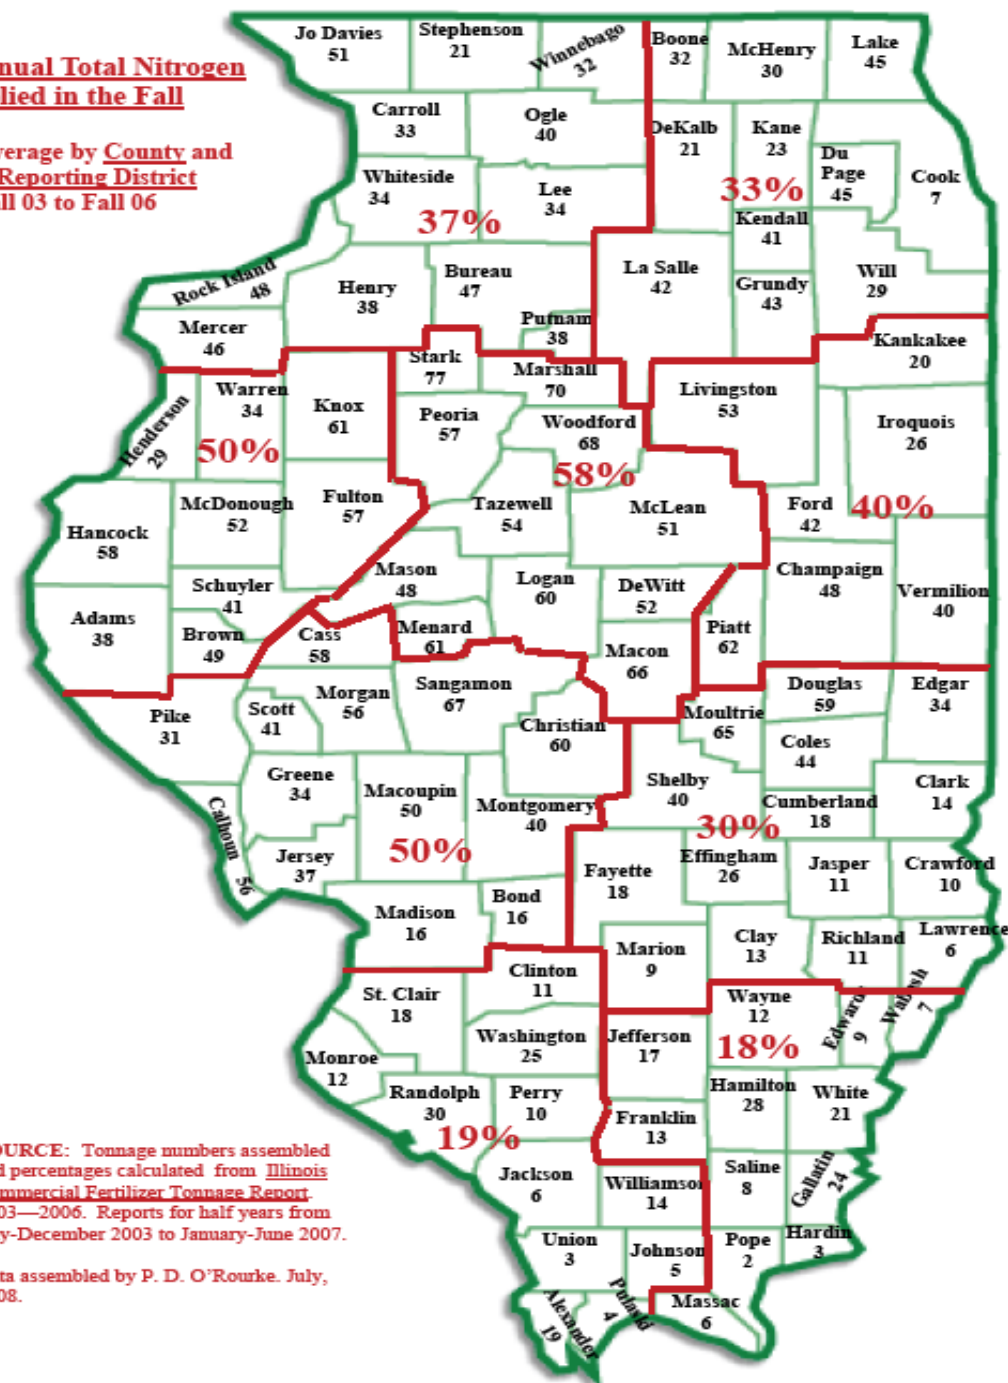 nual Total Nitrogen
lied in the Fall
verage by County and
Reporting District
ll 03 to Fall 06
Jo Davies
51
Stephenson
21
Winnebago
32
Boone
32
McHenry
30
Lake
45
Carroll
33
Ogle
40
DeKalb
21
Kane
23
Du
Page
45
Cook
7
Whiteside
34
37%
Lee
34
33%
Kendall
41
Rock Island
48
Henry
38
Bureau
47
La Salle
42
Grundy
43
Will
29
Mercer
46
Putnam
38
Kankakee
20
Stark
77
Marshall
70
Livingston
53
Henderson
29
Warren
34
50%
Knox
61
Peoria
57
Woodford
68
58%
Iroquois
26
40%
McDonough
52
Fulton
57
Tazewell
54
McLean
51
Ford
42
Hancock
58
Schuyler
41
Mason
48
Logan
60
DeWitt
52
Champaign
48
Vermilion
40
Adams
38
Brown
49
Cass
58
Menard
61
Macon
66
Piatt
62
Pike
31
Scott
41
Morgan
56
Sangamon
67
Christian
60
Moultrie
65
Douglas
59
Edgar
34
Coles
44
Greene
34
Macoupin
50
50%
Montgomery
40
Shelby
40
30%
Cumberland
18
Clark
14
Calhoun
56
Jersey
37
Fayette
18
Effingham
26
Jasper
11
Crawford
10
Madison
16
Bond
16
Marion
9
Clay
13
Richland
11
Lawrence
6
Clinton
11
St. Clair
18
Wayne
12
18%
Edwar
9
Wabash
7
Washington
25
Jefferson
17
Monroe
12
Randolph
30
19%
Perry
10
Hamilton
28
White
21
Franklin
13
Jackson
6
Williamson
14
Saline
8
Gallatin
24
Union
3
Johnson
5
Pope
2
Hardin
3
Alexander
19
Pulaski
4
Massac
6
OURCE: Tonnage numbers assembled
d percentages calculated from Illinois
mmercial Fertilizer Tonnage Report.
03—2006. Reports for half years from
y-December 2003 to January-June 2007.
ta assembled by P. D. O'Rourke. July,
08.